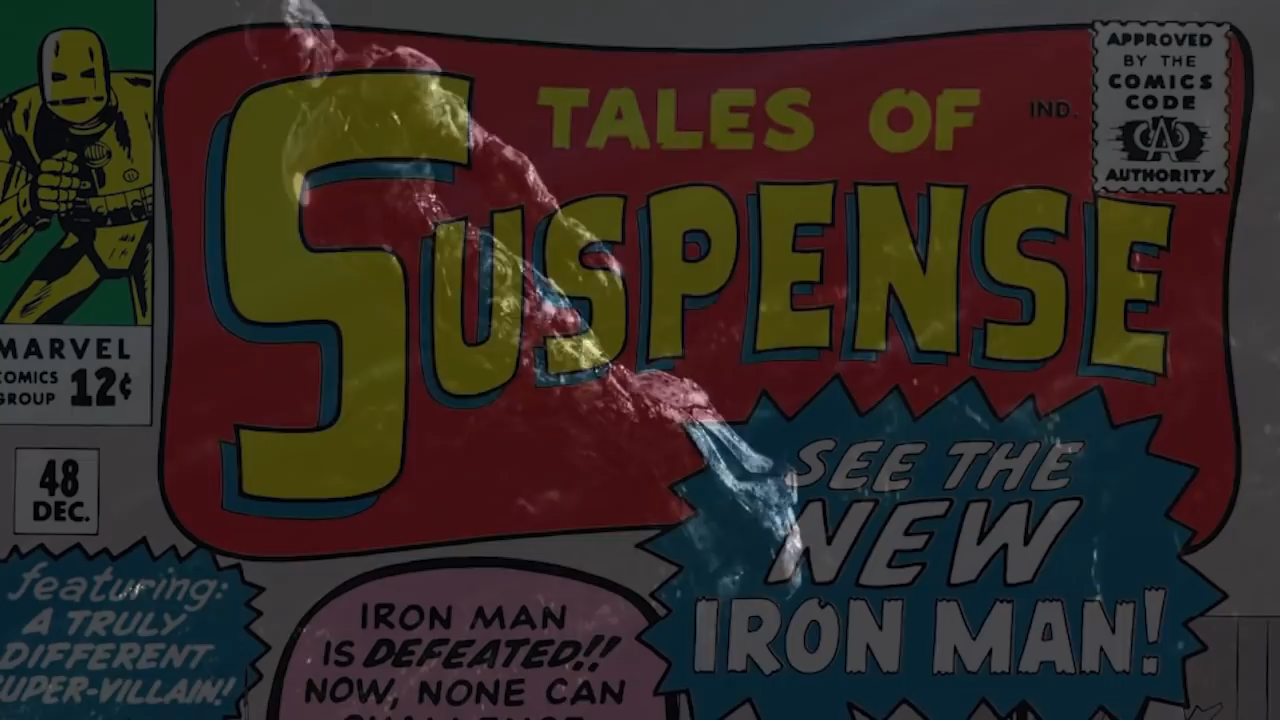 TALES OF
SUSPENSE
IND.
APPROVED
BY THE
COMICS
CODE
CA
AUTHORITY
MARVEL
COMICS
GROUP 12¢
48
DEC.
SEE THE
NEW
IRON MAN!
featuring:
A TRULY
DIFFERENT
SUPER-VILLAIN!
IRON MAN
IS DEFEATED!!
NOW, NONE CAN
CHALLENGE